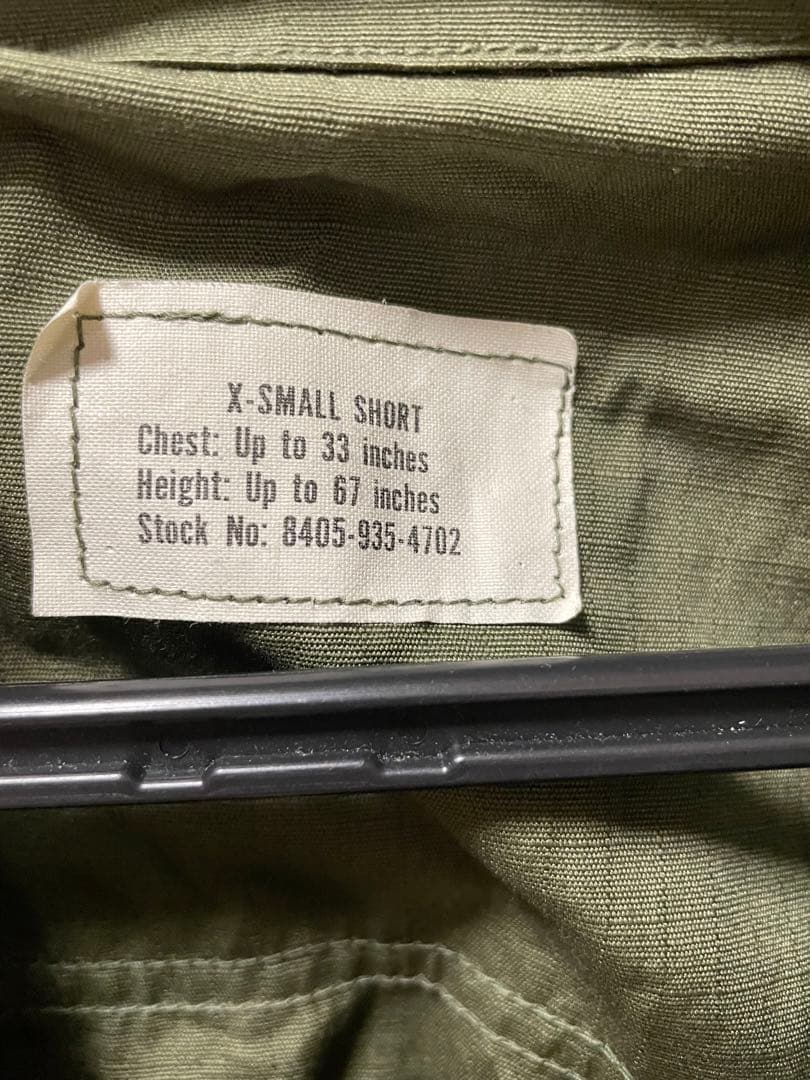 X-SMALL SHORT
Chest: Up to 33 inches
Height: Up to 67 inches
Stock No: 8405-935-4702